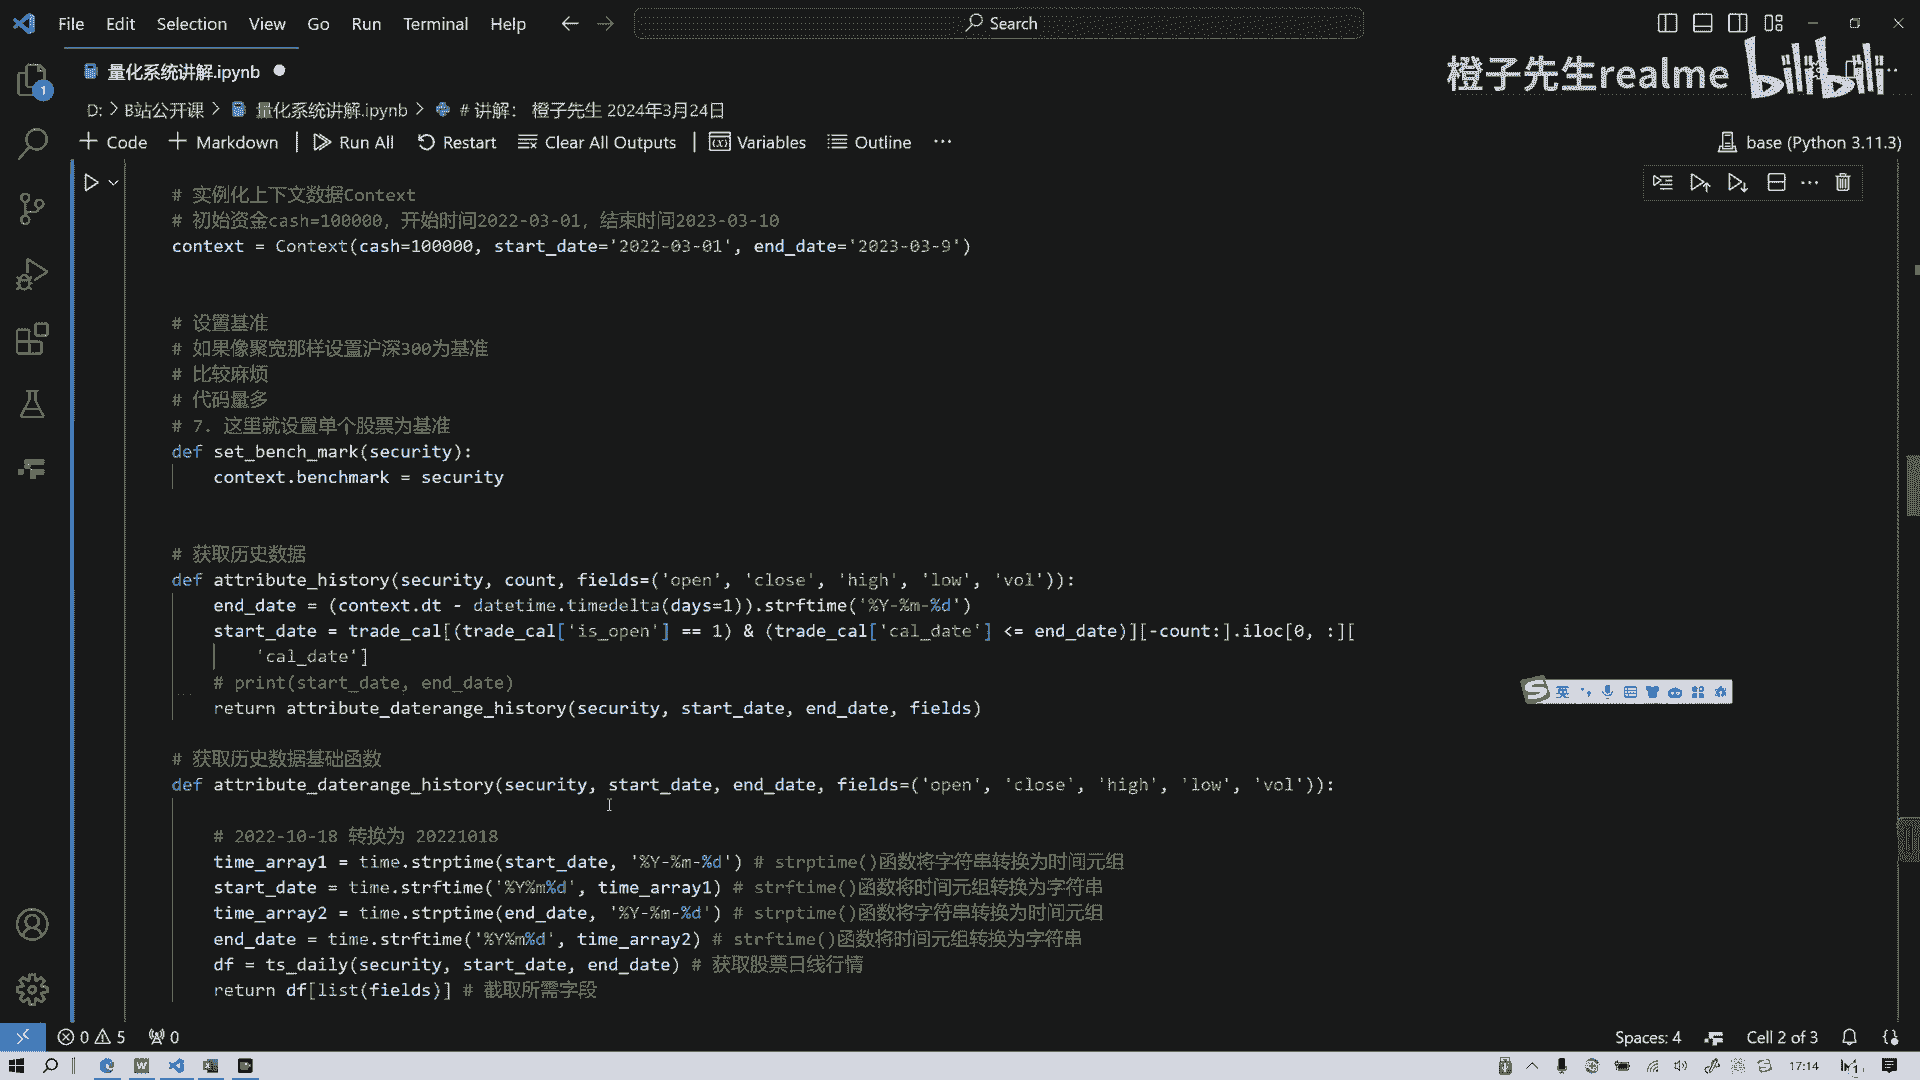 File Edit Selection View Go Run Terminal Help
Search
量化系统讲解.ipynb
橙子先生realme bilibili
D: > B站公开课 > 量化系统讲解.ipynb > # 讲解： 橙子先生 2024年3月24日
+ Code + Markdown Run All Restart Clear All Outputs Variables Outline ...
base (Python 3.11.3)
# 实例化上下文数据Context
# 初始资金cash=100000, 开始时间2022-03-01, 结束时间2023-03-10
context = Context(cash=100000, start_date='2022-03-01', end_date='2023-03-9')
# 设置基准
# 如果像聚宽那样设置沪深300为基准
# 比较麻烦
# 代码量多
# 7. 这里就设置单个股票为基准
def set_bench_mark(security):
context.benchmark = security
# 获取历史数据
def attribute_history(security, count, fields=('open', 'close', 'high', 'low', 'vol')):
end_date = (context.dt - datetime.timedelta(days=1)).strftime('%Y-%m-%d')
start_date = trade_cal[(trade_cal['is_open'] == 1) & (trade_cal['cal_date'] <= end_date)][-count:].iloc[0, :][
'cal_date']
# print(start_date, end_date)
return attribute_daterange_history(security, start_date, end_date, fields)
# 获取历史数据基础函数
def attribute_daterange_history(security, start_date, end_date, fields=('open', 'close', 'high', 'low', 'vol')):
# 2022-10-18 转换为 20221018
time_array1 = time.strptime(start_date, '%Y-%m-%d') # strptime()函数将字符串转换为时间元组
start_date = time.strftime('%Y%m%d', time_array1) # strftime()函数将时间元组转换为字符串
time_array2 = time.strptime(end_date, '%Y-%m-%d') # strptime()函数将字符串转换为时间元组
end_date = time.strftime('%Y%m%d', time_array2) # strftime()函数将时间元组转换为字符串
df = ts_daily(security, start_date, end_date) # 获取股票日线行情
return df[list(fields)] # 截取所需字段
英
0 5 0
Spaces: 4 Cell 2 of 3
17:14